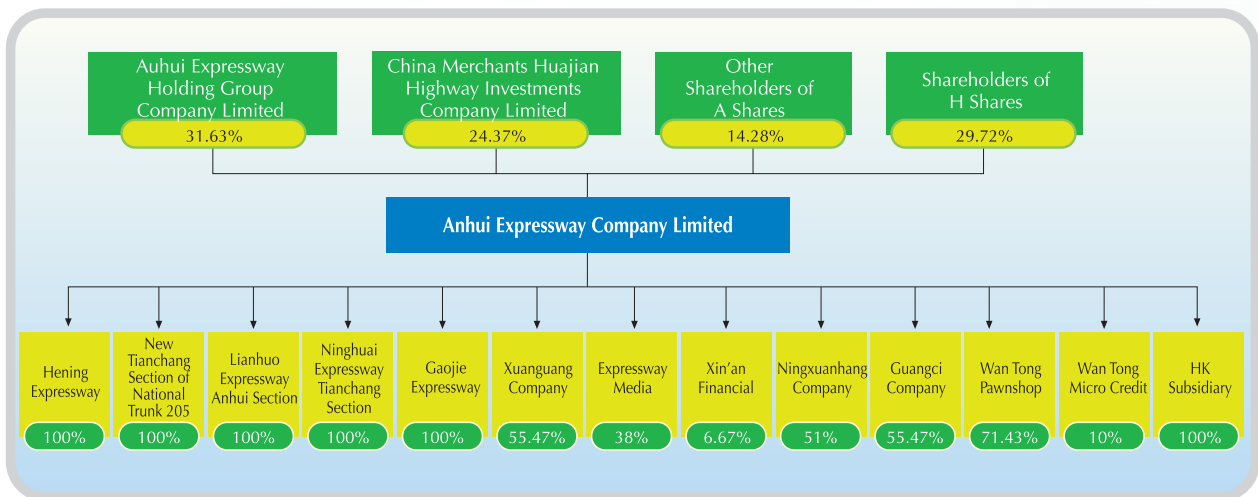 Auhui Expressway
Holding Group
Company Limited
31.63%
China Merchants Huajian
Highway Investments
Company Limited
24.37%
Other
Shareholders of
A Shares
14.28%
Shareholders of
H Shares
29.72%
Anhui Expressway Company Limited
Hening
Expressway
100%
New
Tianchang
Section of
National
Trunk 205
100%
Lianhuo
Expressway
Anhui Section
100%
Ninghuai
Expressway
Tianchang
Section
100%
Gaojie
Expressway
100%
Xuanguang
Company
55.47%
Expressway
Media
38%
Xin’an
Financial
6.67%
Ningxuanhang
Company
51%
Guangci
Company
55.47%
Wan Tong
Pawnshop
71.43%
Wan Tong
Micro Credit
10%
HK
Subsidiary
100%